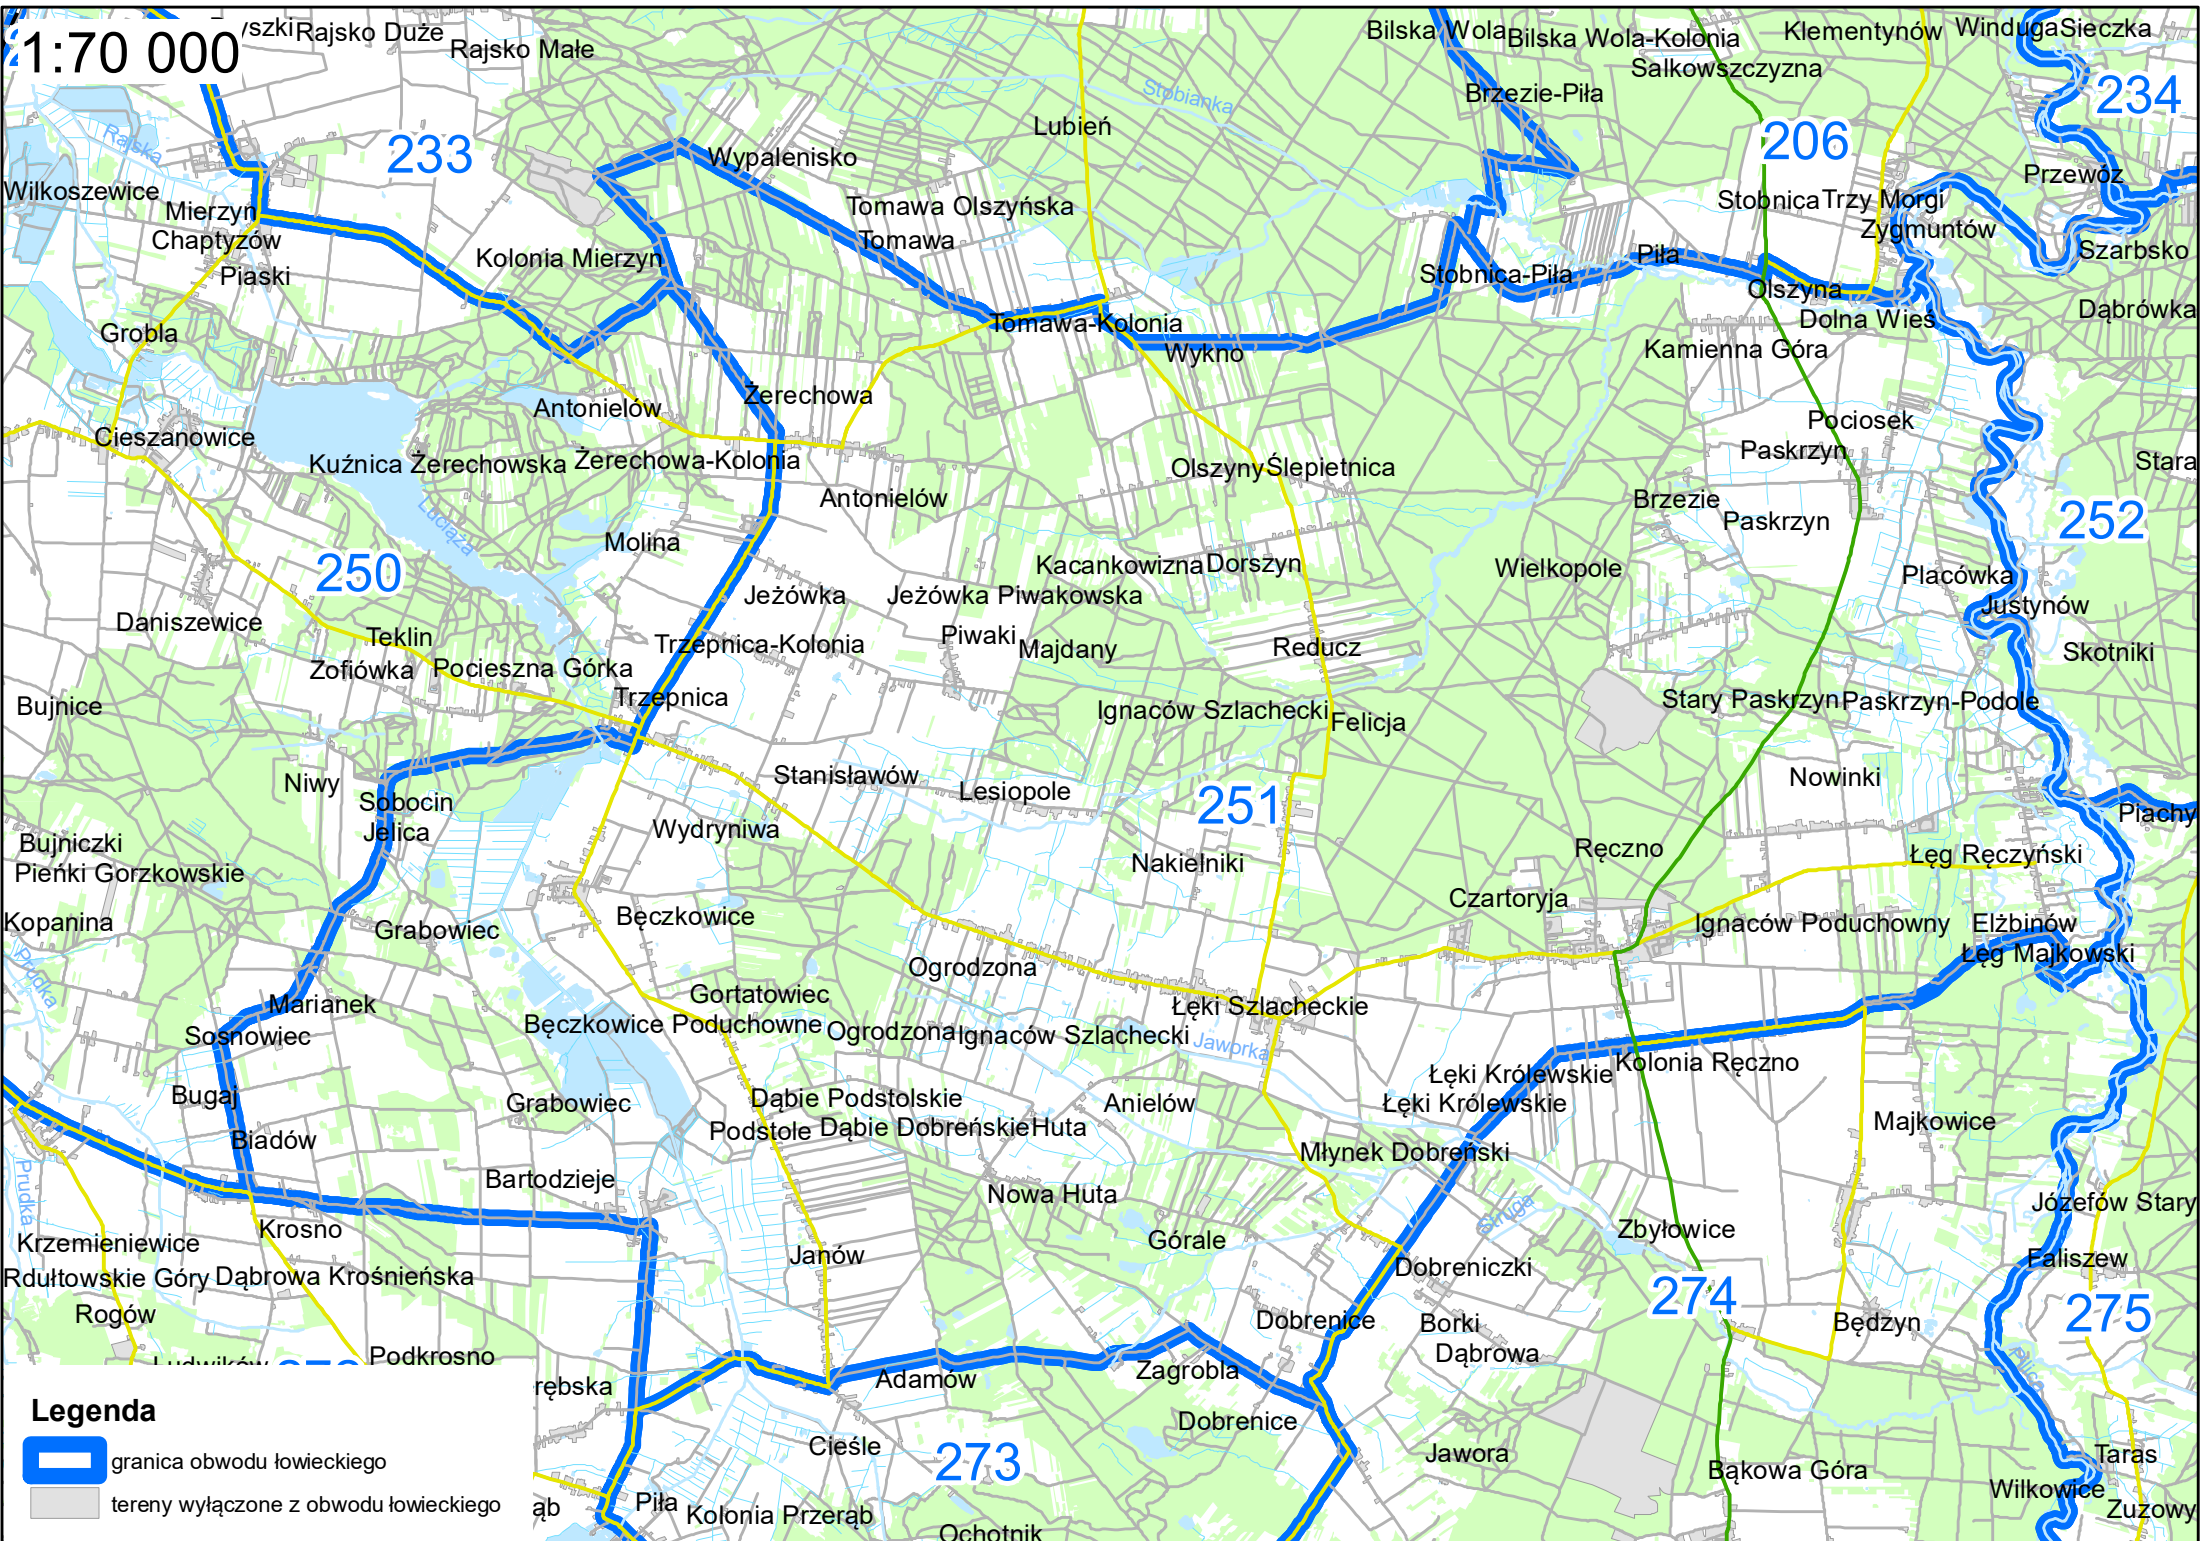 1:70 000
Rajsko Duże
Rajsko Małe
Bilska Wola
Bilska Wola-Kolonia
Klementynów
Winduga
Sieczka
Sałkowszczyzna
Brzezie-Piła
234
Stobianka
Lubień
206
233
Rajska
Wypalenisko
Przewóz
Wilkoszewice
Mierzyn
Tomawa Olszyńska
Stobnica
Trzy Morgi
Chaptyzów
Tomawa
Zygmuntów
Szarbsko
Kolonia Mierzyn
Piła
Piaski
Stobnica-Piła
Olszyna
Dąbrówka
Grobla
Tomawa-Kolonia
Dolna Wieś
Wykno
Kamienna Góra
Żerechowa
Antonielów
Pociosek
Cieszanowice
Paskrzyn
Kuźnica Żerechowska
Żerechowa-Kolonia
Olszyny
Ślepietnica
Stara
Antonielów
Brzezie
Luciąża
Paskrzyn
252
Molina
250
Kacankowizna
Dorszyn
Wielkopole
Placówka
Jeżówka
Jeżówka Piwakowska
Justynów
Daniszewice
Teklin
Trzepnica-Kolonia
Piwaki
Majdany
Reducz
Skotniki
Zofiówka
Pocieszna Górka
Trzepnica
Bujnice
Ignaców Szlachecki
Felicja
Stary Paskrzyn
Paskrzyn-Podole
Niwy
Stanisławów
Lesiopole
Nowinki
Sobocin
251
Piachy
Jelica
Wydryniwa
Bujniczki
Ręczno
Łęg Ręczyński
Pieńki Gorzkowskie
Nakielniki
Czartoryja
Kopanina
Grabowiec
Bęczkowice
Ignaców Poduchowny
Elżbinów
Prudka
Ogrodzona
Łęg Majkowski
Marianek
Gortatowiec
Łęki Szlacheckie
Sosnowiec
Bęczkowice Poduchowne
Ogrodzona
Ignaców Szlachecki
Jaworka
Kolonia Ręczno
Bugaj
Grabowiec
Dąbie Podstolskie
Anielów
Łęki Królewskie
Łęki Królewskie
Majkowice
Biadów
Podstole
Dąbie Dobreńskie
Huta
Młynek Dobreński
Prudka
Bartodzieje
Nowa Huta
Struga
Józefów Stary
Krosno
Górale
Zbyłowice
Krzemieniewice
Janów
Faliszew
Rdułtowskie Góry
Dąbrowa Krośnieńska
Dobreniczki
274
275
Rogów
Dobrenice
Borki
Będzyn
Podkrosno
Dąbrowa
Pilica
Adamów
Zagrobla
Legenda
Dobrenice
Cieśle
273
Jawora
Taras
granica obwodu łowieckiego
Bąkowa Góra
Wilkowice
tereny wyłączone z obwodu łowieckiego
Piła
Kolonia Przerąb
Zuzowy
Ochotnik